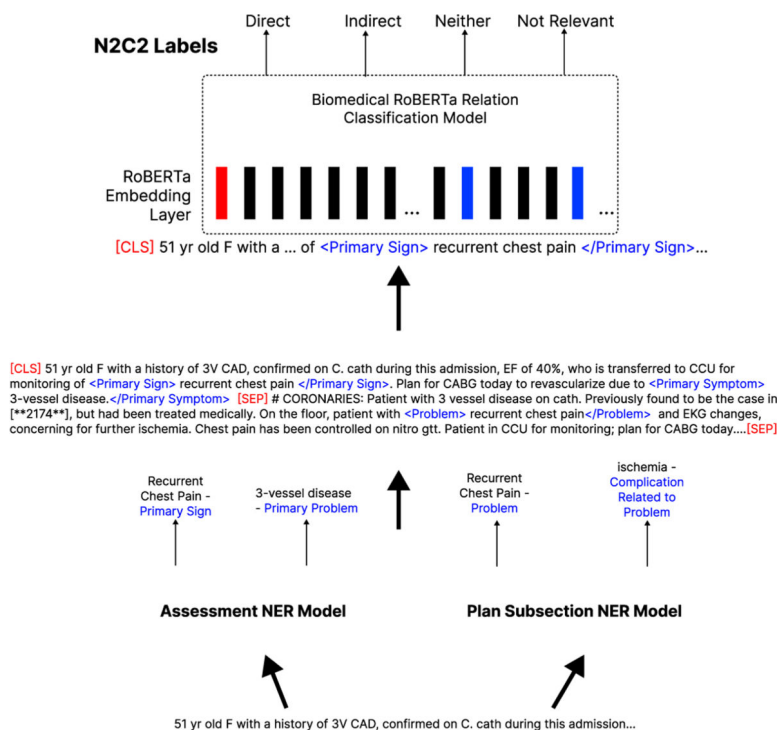 Direct Indirect Neither Not Relevant
N2C2 Labels
Biomedical RoBERTa Relation
Classification Model
RoBERTa
Embedding
Layer
... ...
[CLS] 51 yr old F with a ... of <Primary Sign> recurrent chest pain </Primary Sign>...
[CLS] 51 yr old F with a history of 3V CAD, confirmed on C. cath during this admission, EF of 40%, who is transferred to CCU for
monitoring of <Primary Sign> recurrent chest pain </Primary Sign>. Plan for CABG today to revascularize due to <Primary Symptom>
3-vessel disease.</Primary Symptom> [SEP] # CORONARIES: Patient with 3 vessel disease on cath. Previously found to be the case in
[**2174**], but had been treated medically. On the floor, patient with <Problem> recurrent chest pain</Problem> and EKG changes,
concerning for further ischemia. Chest pain has been controlled on nitro gtt. Patient in CCU for monitoring; plan for CABG today....[SEP]
Recurrent
Chest Pain -
Primary Sign
3-vessel disease
- Primary Problem
Recurrent
Chest Pain -
Problem
ischemia -
Complication
Related to
Problem
Assessment NER Model
Plan Subsection NER Model
51 yr old F with a history of 3V CAD, confirmed on C. cath during this admission...